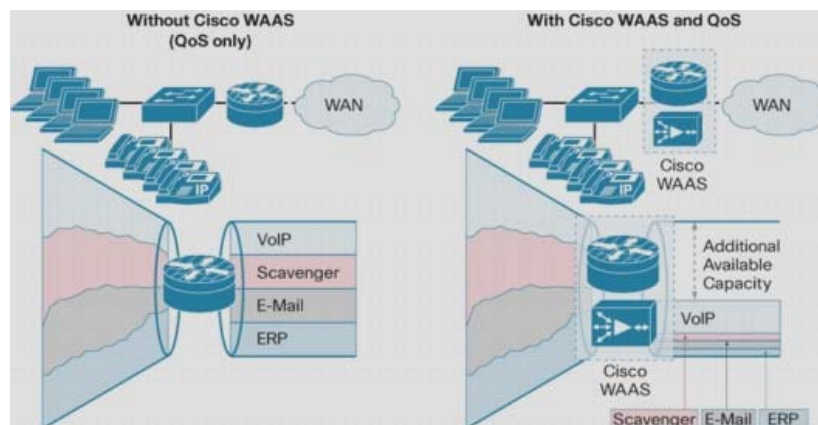 Without Cisco WAAS
(QoS only)
WAN
IP
VoIP
Scavenger
E-Mail
ERP
With Cisco WAAS and QoS
WAN
Cisco
WAAS
IP
Additional
Available
Capacity
VoIP
Cisco
WAAS
Scavenger E-Mail ERP